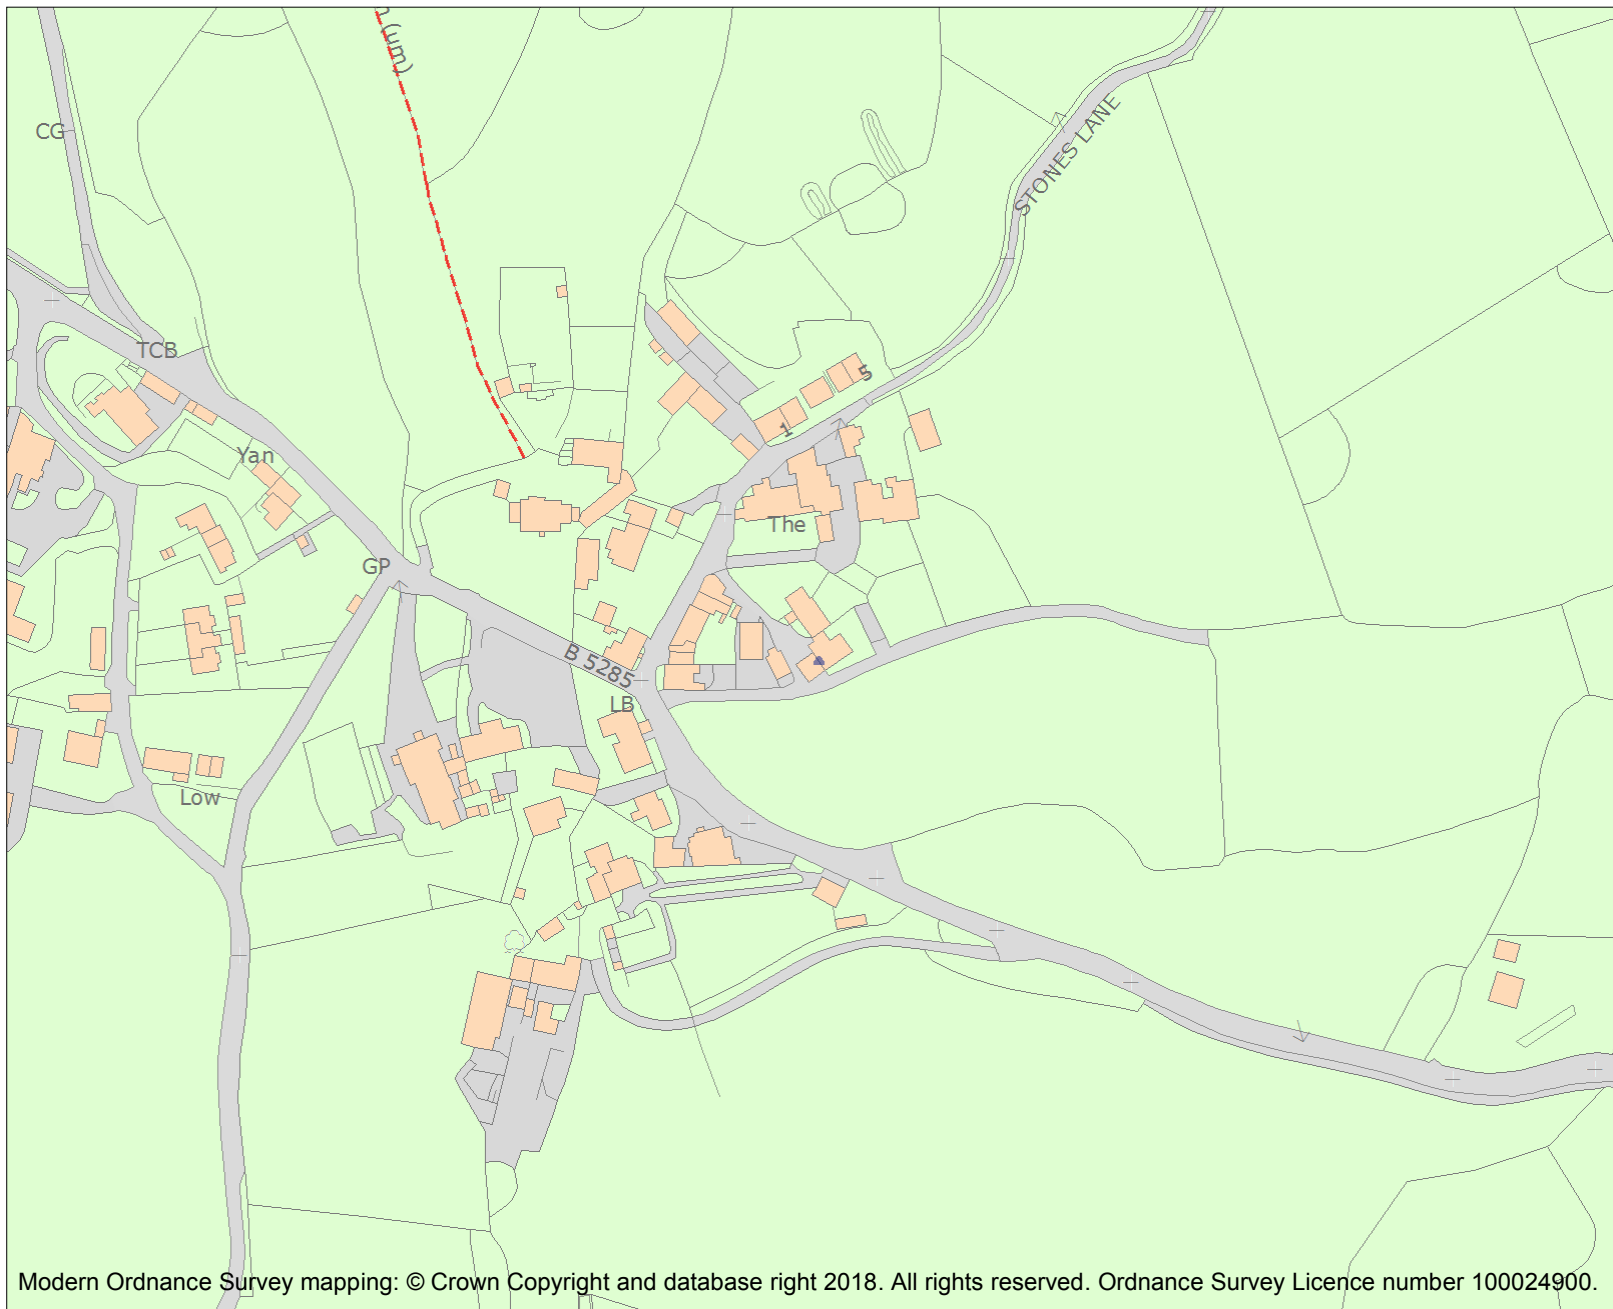 (um)
CG
STONES LANE
TCB
5
1
Yan
The
GP
B 5285
LB
Low
Modern Ordnance Survey mapping: © Crown Copyright and database right 2018. All rights reserved. Ordnance Survey Licence number 100024900.